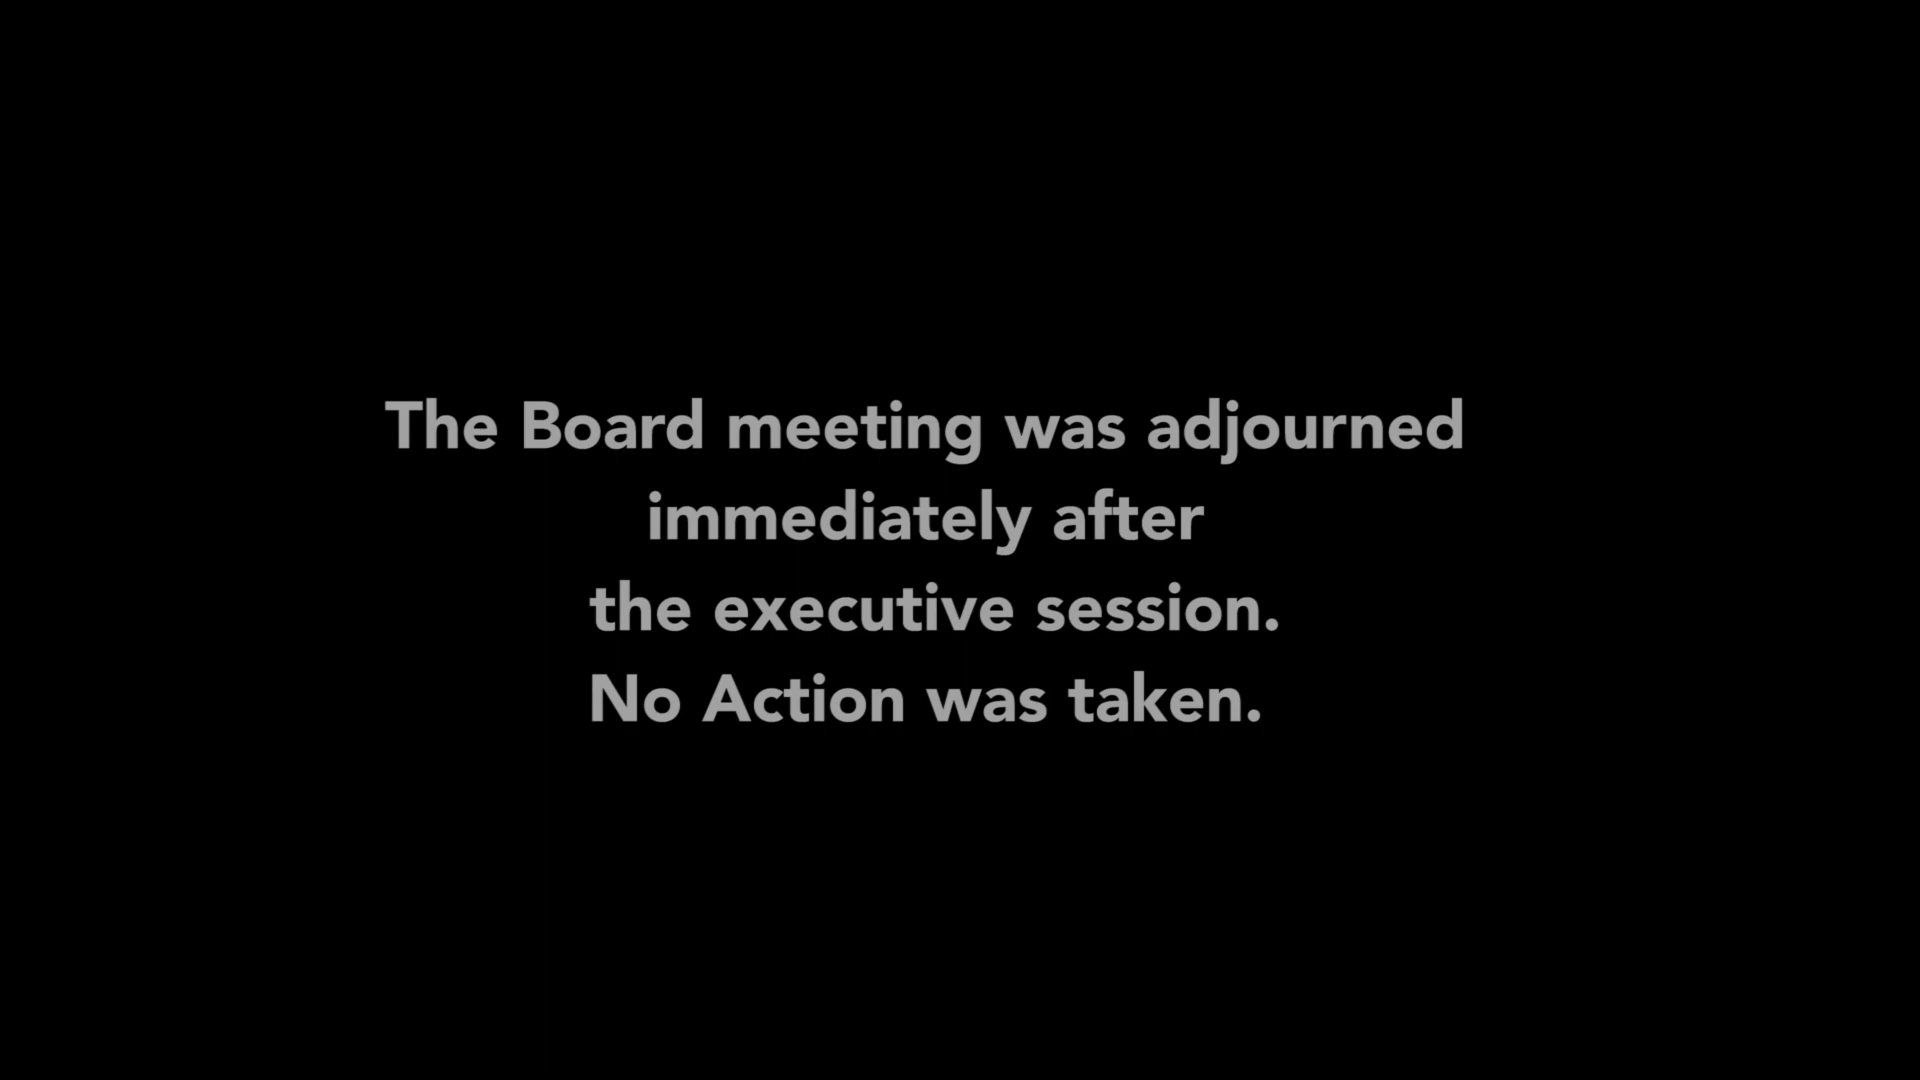 The Board meeting was adjourned
immediately after
the executive session.
No Action was taken.